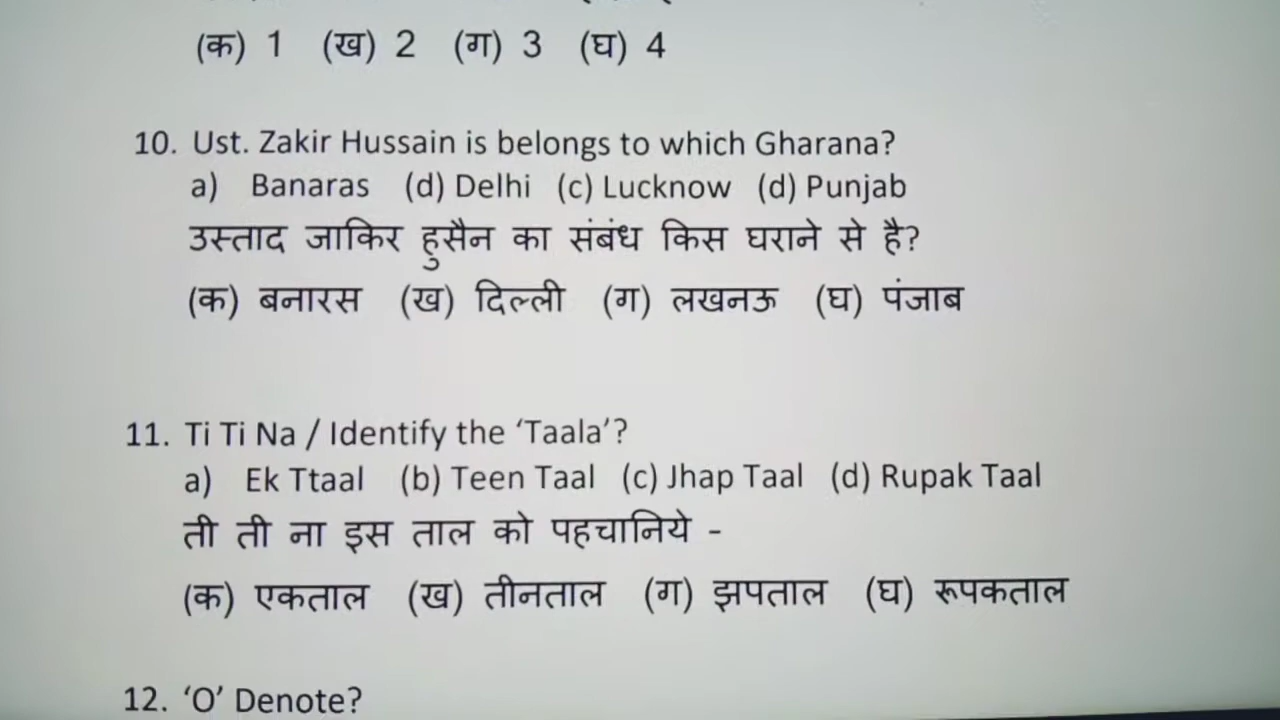 (क) 1 (ख) 2 (ग) 3 (घ) 4
10. Ust. Zakir Hussain is belongs to which Gharana?
a) Banaras (d) Delhi (c) Lucknow (d) Punjab
उस्ताद जाकिर हुसैन का संबंध किस घराने से है?
(क) बनारस (ख) दिल्ली (ग) लखनऊ (घ) पंजाब
11. Ti Ti Na / Identify the ‘Taala’?
a) Ek Ttaal (b) Teen Taal (c) Jhap Taal (d) Rupak Taal
ती ती ना इस ताल को पहचानिये -
(क) एकताल (ख) तीनताल (ग) झपताल (घ) रूपकताल
12. ‘O’ Denote?